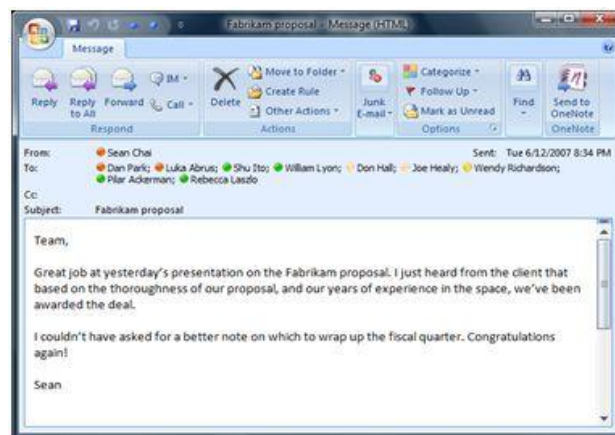 Fabrikam proposal - Message (HTML)
Message
Reply
Reply to All
Forward
IM
Call
Respond
Delete
Move to Folder
Create Rule
Other Actions
Actions
Junk E-mail
Categorize
Follow Up
Mark as Unread
Options
Find
Send to OneNote
OneNote
From: Sean Chai
Sent: Tue 6/12/2007 8:34 PM
To: Dan Park; Luka Abrus; Shu Ito; William Lyon; Don Hall; Joe Healy; Wendy Richardson;
Pilar Ackerman; Rebecca Laszlo
Cc:
Subject: Fabrikam proposal
Team,
Great job at yesterday's presentation on the Fabrikam proposal. I just heard from the client that
based on the thoroughness of our proposal, and our years of experience in the space, we've been
awarded the deal.
I couldn't have asked for a better note on which to wrap up the fiscal quarter. Congratulations
again!
Sean